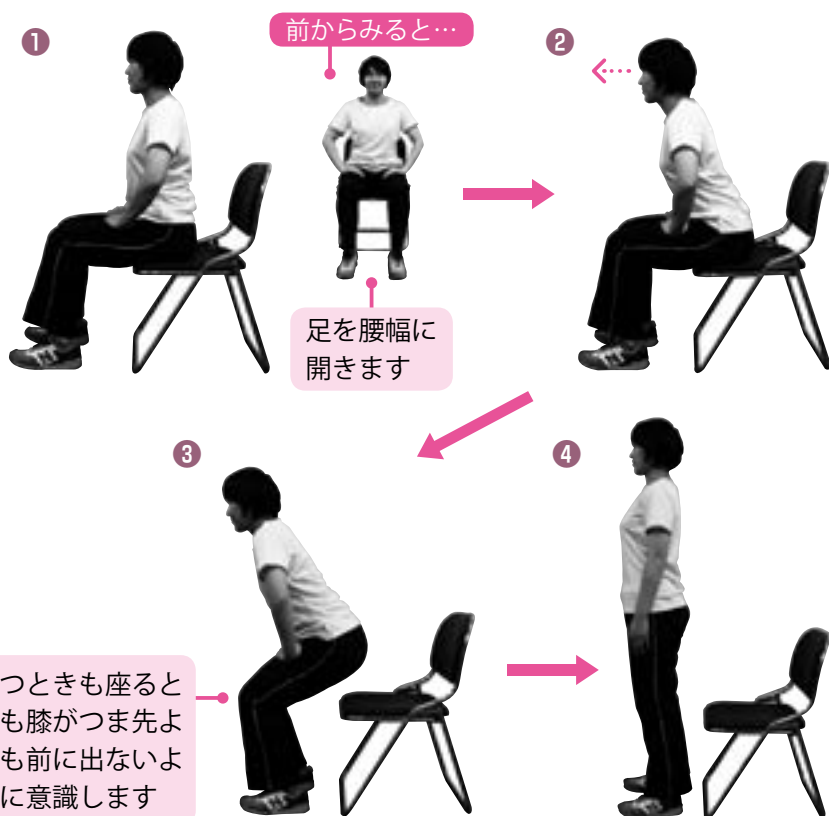 ❶
前からみると…
❷
足を腰幅に
開きます
❸
❹
つときも座ると
も膝がつま先よ
も前に出ないよ
に意識します